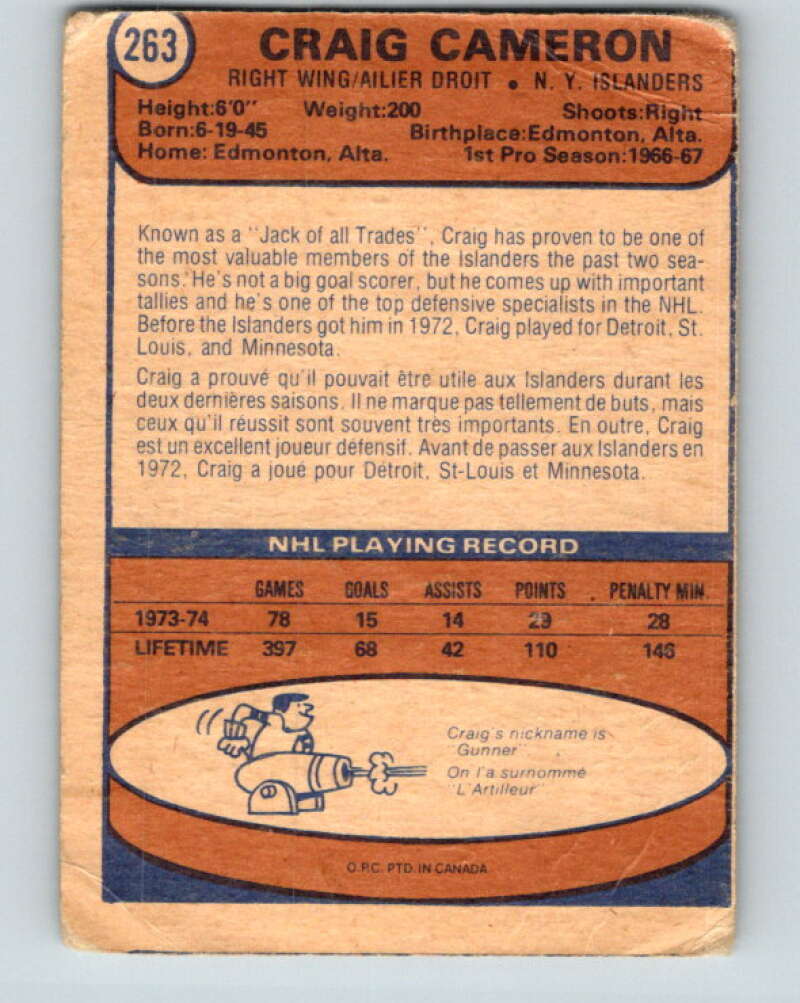 263
CRAIG CAMERON
RIGHT WING/AILIER DROIT • N. Y. ISLANDERS
Height:6'0" Weight:200 Shoots:Right
Born:6-19-45 Birthplace:Edmonton, Alta.
Home: Edmonton, Alta. 1st Pro Season:1966-67
Known as a "Jack of all Trades", Craig has proven to be one of
the most valuable members of the Islanders the past two sea-
sons. He's not a big goal scorer, but he comes up with important
tallies and he's one of the top defensive specialists in the NHL.
Before the Islanders got him in 1972, Craig played for Detroit, St.
Louis, and Minnesota.
Craig a prouvé qu'il pouvait être utile aux Islanders durant les
deux dernières saisons. Il ne marque pas tellement de buts, mais
ceux qu'il réussit sont souvent très importants. En outre, Craig
est un excellent joueur défensif. Avant de passer aux Islanders en
1972, Craig a joué pour Détroit, St-Louis et Minnesota.
NHL PLAYING RECORD
GAMES GOALS ASSISTS POINTS PENALTY MIN.
1973-74 78 15 14 29 28
LIFETIME 397 68 42 110 146
Craig's nickname is
"Gunner"
On l'a surnommé
"L'Artilleur"
O.P.C. PTD. IN CANADA